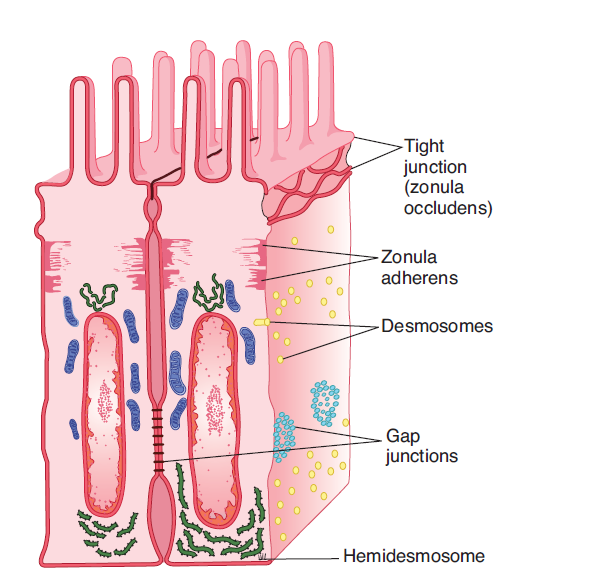 Tight
junction
(zonula
occludens)
Zonula
adherens
Desmosomes
Gap
junctions
Hemidesmosome